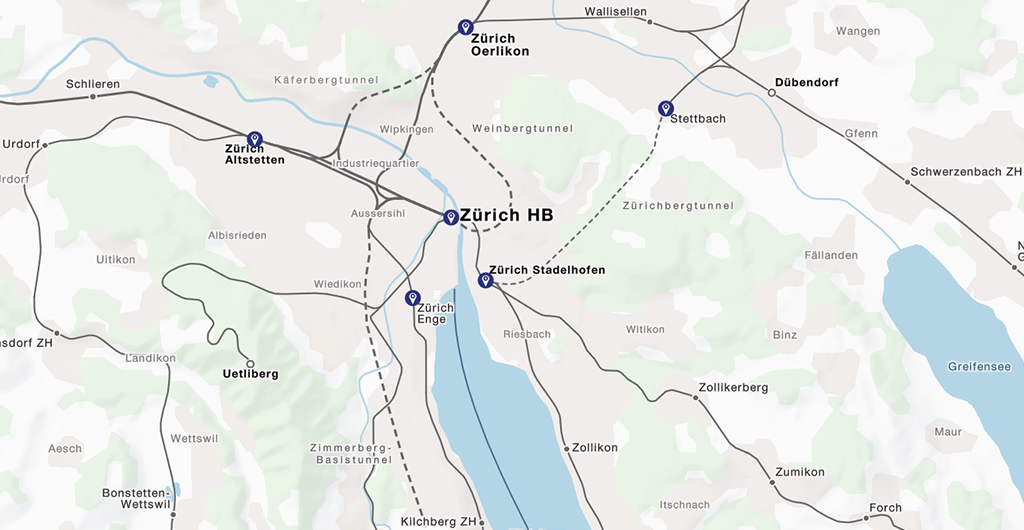 Wallisellen
Wangen
Zürich
Oerlikon
Käferbergtunnel
Schlieren
Dübendorf
Stettbach
Wipkingen
Weinbergtunnel
Gfenn
Urdorf
Zürich
Altstetten
Industriequartier
Schwerzenbach ZH
Urdorf
Aussersihl
Zürich HB
Zürichbergtunnel
Albisrieden
Uitikon
Fällanden
Zürich Stadelhofen
Wiedikon
Zürich
Enge
Riesbach
Witikon
Binz
nsdorf ZH
Landikon
Uetliberg
Greifensee
Zollikerberg
Wettswil
Aesch
Zimmerberg-
Basistunnel
Zollikon
Maur
Zumikon
Bonstetten-
Wettswil
Itschnach
Forch
Kilchberg ZH